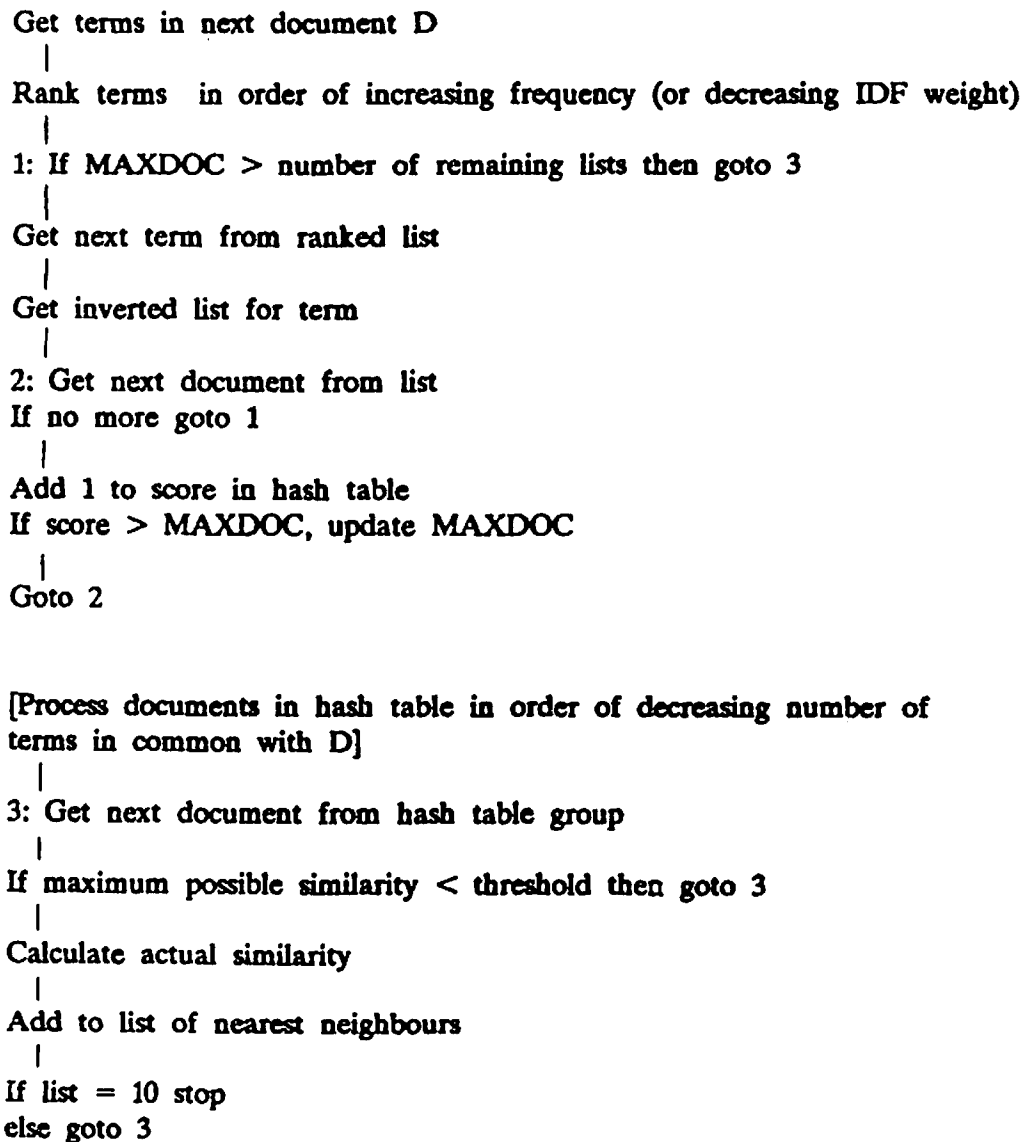 Get terms in next document D
Rank terms in order of increasing frequency (or decreasing IDF weight)
1: If MAXDOC > number of remaining lists then goto 3
Get next term from ranked list
Get inverted list for term
2: Get next document from list
If no more goto 1
Add 1 to score in hash table
If score > MAXDOC, update MAXDOC
Goto 2
[Process documents in hash table in order of decreasing number of
terms in common with D]
3: Get next document from hash table group
If maximum possible similarity < threshold then goto 3
Calculate actual similarity
Add to list of nearest neighbours
If list = 10 stop
else goto 3